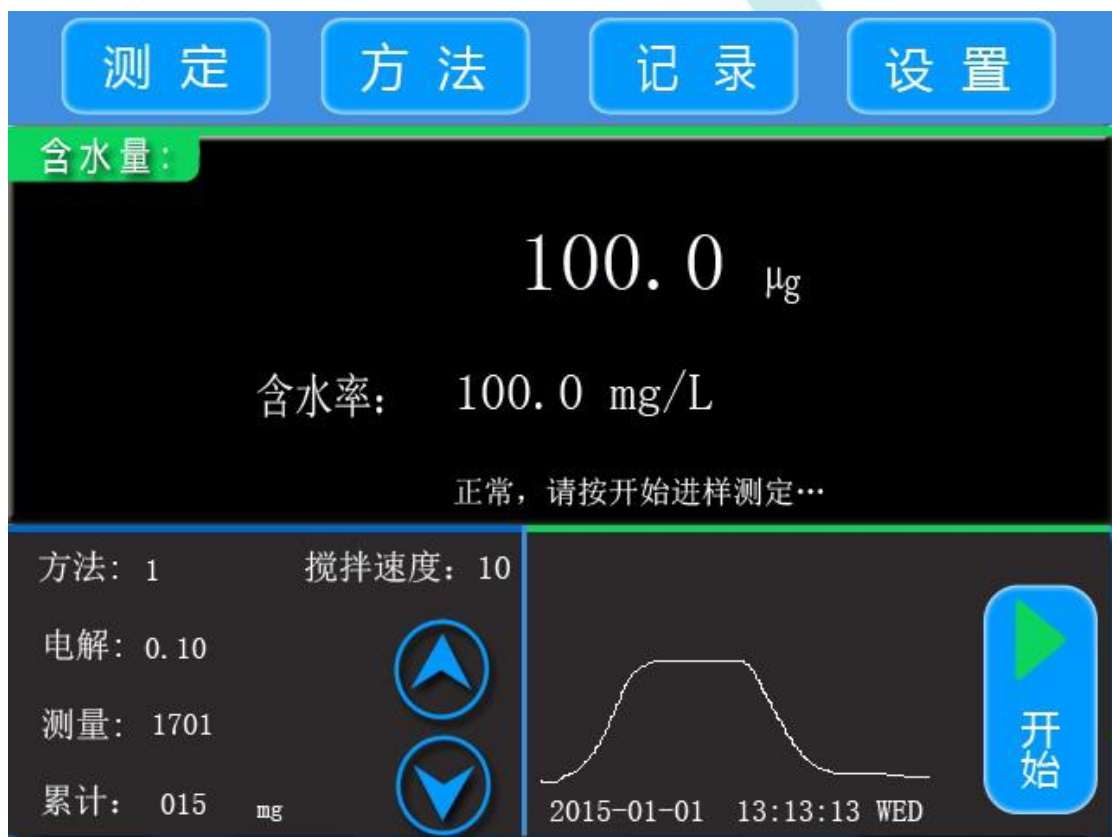 测定 方法 记录 设置
含水量:
100.0 μg
含水率: 100.0 mg/L
正常，请按开始进样测定…
方法: 1 搅拌速度: 10
电解: 0.10
测量: 1701
累计: 015 mg
开始
2015-01-01 13:13:13 WED